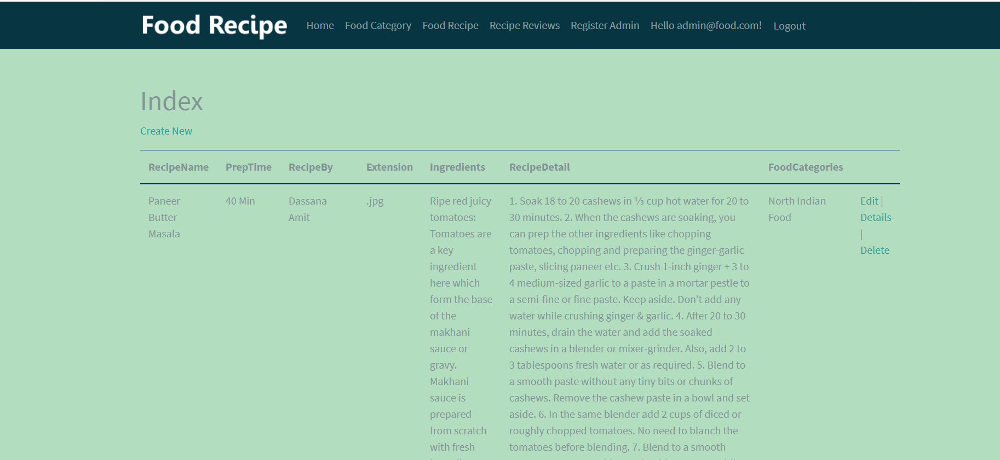 Food Recipe Home Food Category Food Recipe Recipe Reviews Register Admin Hello admin@food.com! Logout
Index
Create New
RecipeName PrepTime RecipeBy Extension Ingredients RecipeDetail FoodCategories
Paneer
Butter
Masala
40 Min
Dassana
Amit
.jpg
Ripe red juicy
tomatoes:
Tomatoes are
a key
ingredient
here which
form the base
of the
makhani
sauce or
gravy.
Makhani
sauce is
prepared
from scratch
with fresh
1. Soak 18 to 20 cashews in ⅓ cup hot water for 20 to
30 minutes. 2. When the cashews are soaking, you
can prep the other ingredients like chopping
tomatoes, chopping and preparing the ginger-garlic
paste, slicing paneer etc. 3. Crush 1-inch ginger + 3 to
4 medium-sized garlic to a paste in a mortar pestle to
a semi-fine or fine paste. Keep aside. Don’t add any
water while crushing ginger & garlic. 4. After 20 to 30
minutes, drain the water and add the soaked
cashews in a blender or mixer-grinder. Also, add 2 to
3 tablespoons fresh water or as required. 5. Blend to
a smooth paste without any tiny bits or chunks of
cashews. Remove the cashew paste in a bowl and set
aside. 6. In the same blender add 2 cups of diced or
roughly chopped tomatoes. No need to blanch the
tomatoes before blending. 7. Blend to a smooth
North Indian
Food
Edit |
Details
|
Delete